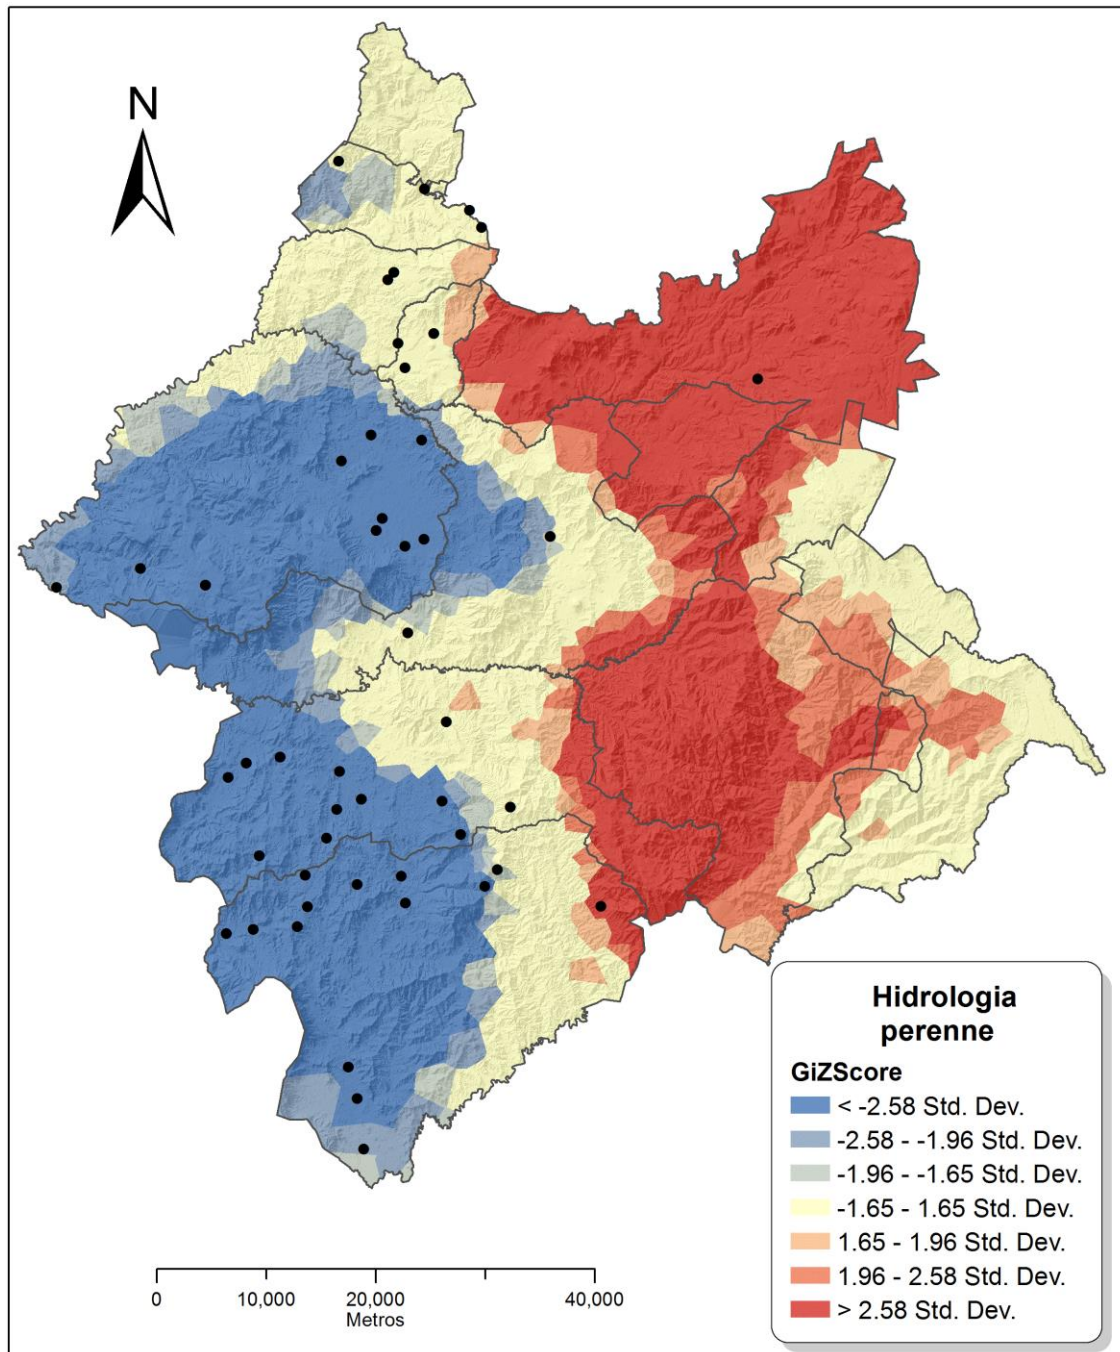 N
Hidrologia
perenne
GiZScore
< -2.58 Std. Dev.
-2.58 - -1.96 Std. Dev.
-1.96 - -1.65 Std. Dev.
-1.65 - 1.65 Std. Dev.
1.65 - 1.96 Std. Dev.
1.96 - 2.58 Std. Dev.
> 2.58 Std. Dev.
0 10,000 20,000 40,000
Metros